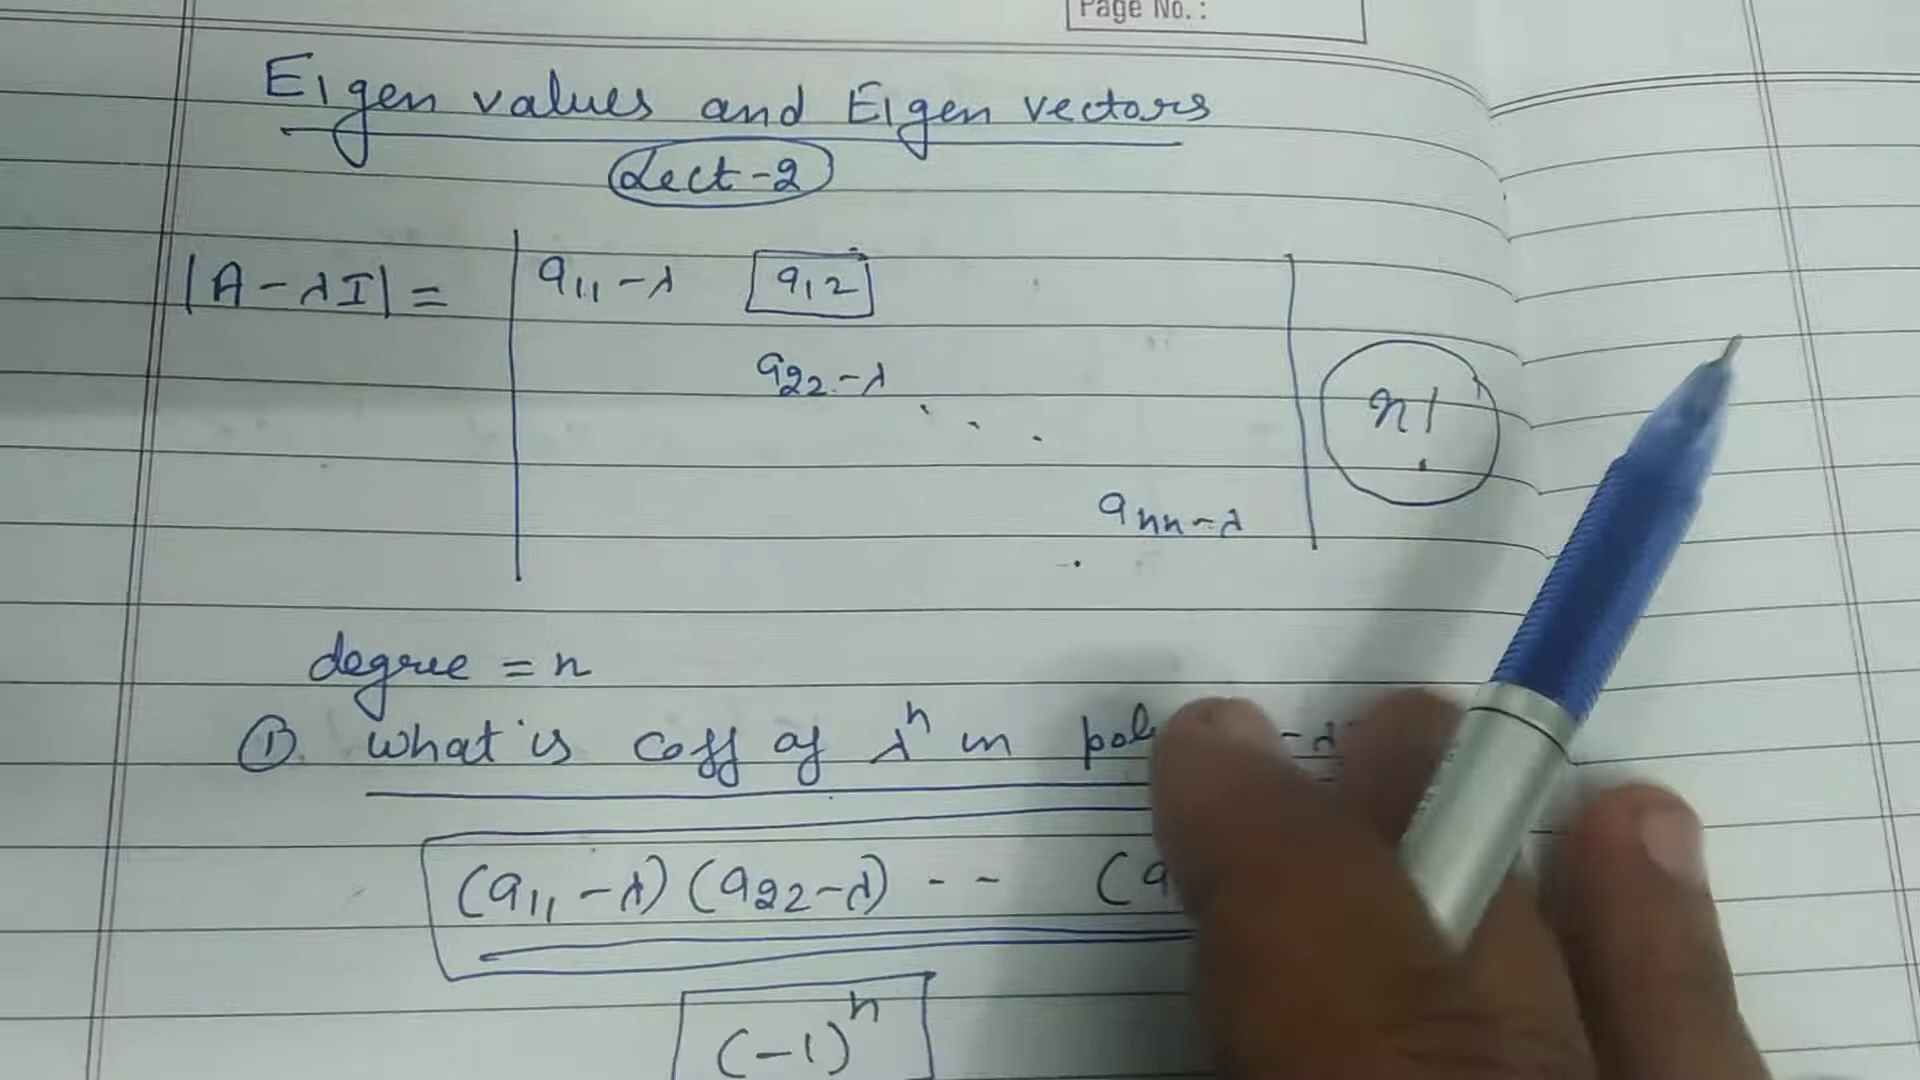 Page No. :
Eigen values and Eigen vectors
Lect-2
|A-λI| = | a11-λ a12 |
a22-λ
n!
ann-λ
degree = n
① What is coff of λ^n in
(a11-λ)(a22-λ) -- (a
(-1)^n